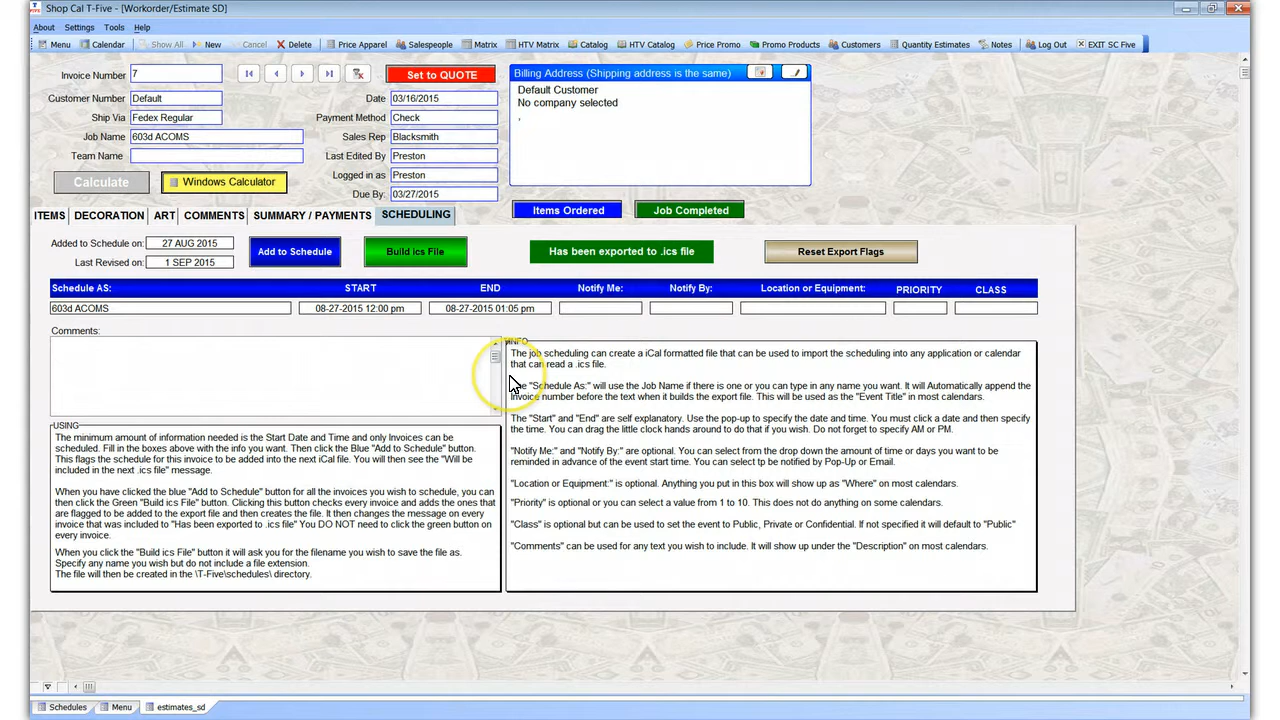 Shop Cal T-Five - [Workorder/Estimate SD]
About Settings Tools Help
Menu Calendar Show All New Cancel Delete Price Apparel Salespeople Matrix HTV Matrix Catalog HTV Catalog Price Promo Promo Products Customers Quantity Estimates Notes Log Out EXIT SC Five
Invoice Number 7 Set to QUOTE
Billing Address (Shipping address is the same)
Default Customer
No company selected
,
Customer Number Default Date 03/16/2015
Ship Via Fedex Regular Payment Method Check
Job Name 603d ACOMS Sales Rep Blacksmith
Team Name Last Edited By Preston
Calculate Windows Calculator Logged in as Preston
Due By: 03/27/2015
Items Ordered Job Completed
ITEMS DECORATION ART COMMENTS SUMMARY / PAYMENTS SCHEDULING
Added to Schedule on: 27 AUG 2015
Last Revised on: 1 SEP 2015
Add to Schedule Build ics File Has been exported to .ics file Reset Export Flags
Schedule AS: START END Notify Me: Notify By: Location or Equipment: PRIORITY CLASS
603d ACOMS 08-27-2015 12:00 pm 08-27-2015 01:05 pm
Comments:
USING
The minimum amount of information needed is the Start Date and Time and only Invoices can be
scheduled. Fill in the boxes above with the info you want. Then click the Blue "Add to Schedule" button.
This flags the schedule for this invoice to be added into the next iCal file. You will then see the "Will be
included in the next .ics file" message.
When you have clicked the blue "Add to Schedule" button for all the invoices you wish to schedule, you can
then click the Green "Build ics File" button. Clicking this button checks every invoice and adds the ones that
are flagged to be added to the export file and then creates the file. It then changes the message on every
invoice that was included to "Has been exported to .ics file" You DO NOT need to click the green button on
every invoice.
When you click the "Build ics File" button it will ask you for the filename you wish to save the file as.
Specify any name you wish but do not include a file extension.
The file will then be created in the \T-Five\schedules\ directory.
INFO
The job scheduling can create a iCal formatted file that can be used to import the scheduling into any application or calendar
that can read a .ics file.
"Schedule As:" will use the Job Name if there is one or you can type in any name you want. It will Automatically append the
invoice number before the text when it builds the export file. This will be used as the "Event Title" in most calendars.
The "Start" and "End" are self explanatory. Use the pop-up to specify the date and time. You must click a date and then specify
the time. You can drag the little clock hands around to do that if you wish. Do not forget to specify AM or PM.
"Notify Me:" and "Notify By:" are optional. You can select from the drop down the amount of time or days you want to be
reminded in advance of the event start time. You can select tp be notified by Pop-Up or Email.
"Location or Equipment:" is optional. Anything you put in this box will show up as "Where" on most calendars.
"Priority" is optional or you can select a value from 1 to 10. This does not do anything on some calendars.
"Class" is optional but can be used to set the event to Public, Private or Confidential. If not specified it will default to "Public"
"Comments" can be used for any text you wish to include. It will show up under the "Description" on most calendars.
Schedules Menu estimates_sd